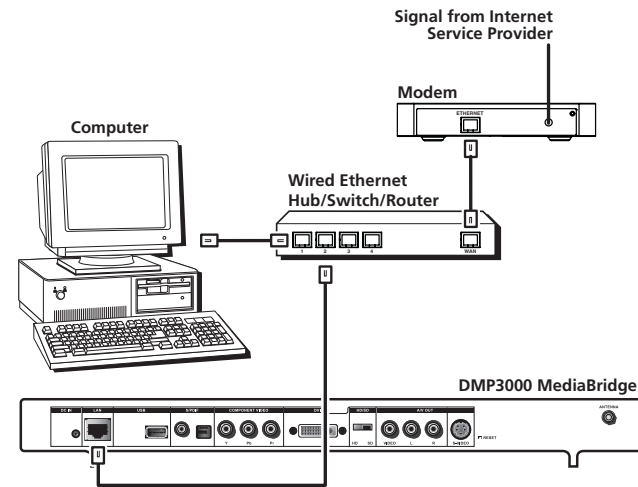 Signal from Internet
Service Provider
Modem
ETHERNET
Computer
Wired Ethernet
Hub/Switch/Router
1 2 3 4 WAN
DMP3000 MediaBridge
DC IN LAN USB S/PDIF COMPONENT VIDEO DVI HD/SD A/V OUT ANTENNA
Y Pb Pr HD SD VIDEO L R S-VIDEO RESET